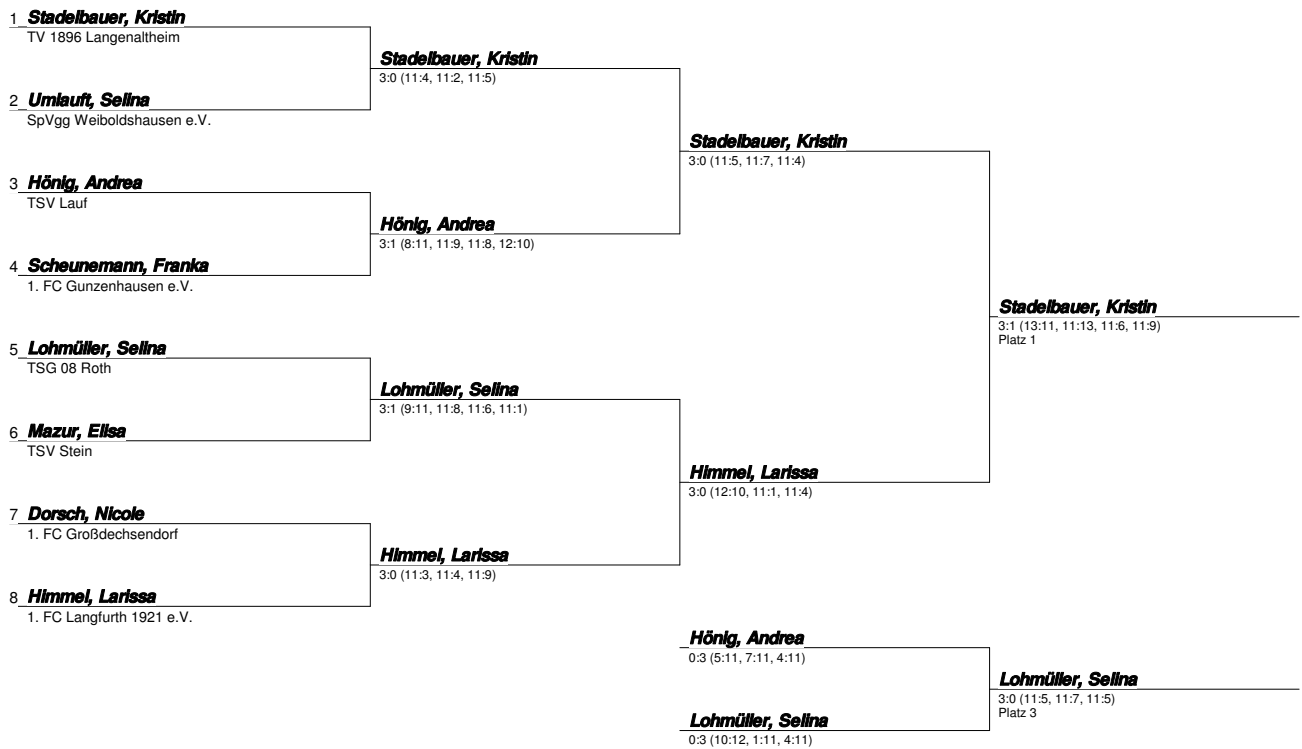 1 Stadelbauer, Kristin
TV 1896 Langenaltheim
Stadelbauer, Kristin
3:0 (11:4, 11:2, 11:5)
2 Umlauft, Selina
SpVgg Weiboldshausen e.V.
Stadelbauer, Kristin
3:0 (11:5, 11:7, 11:4)
3 Hönig, Andrea
TSV Lauf
Hönig, Andrea
3:1 (8:11, 11:9, 11:8, 12:10)
4 Scheunemann, Franka
1. FC Gunzenhausen e.V.
Stadelbauer, Kristin
3:1 (13:11, 11:13, 11:6, 11:9)
Platz 1
5 Lohmüller, Selina
TSG 08 Roth
Lohmüller, Selina
3:1 (9:11, 11:8, 11:6, 11:1)
6 Mazur, Elisa
TSV Stein
Himmel, Larissa
3:0 (12:10, 11:1, 11:4)
7 Dorsch, Nicole
1. FC Großdechsendorf
Himmel, Larissa
3:0 (11:3, 11:4, 11:9)
8 Himmel, Larissa
1. FC Langfurth 1921 e.V.
Hönig, Andrea
0:3 (5:11, 7:11, 4:11)
Lohmüller, Selina
3:0 (11:5, 11:7, 11:5)
Platz 3
Lohmüller, Selina
0:3 (10:12, 1:11, 4:11)